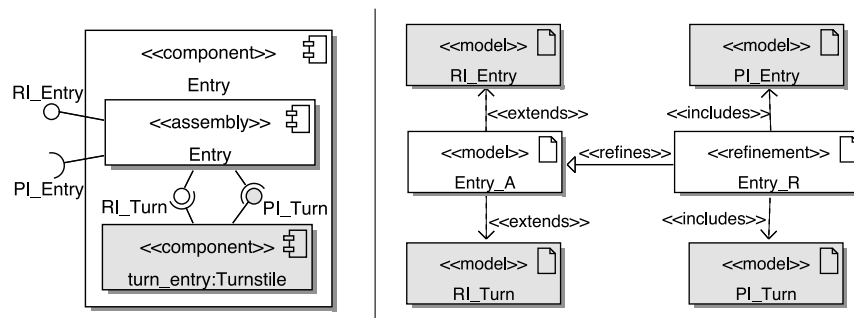 <<component>>
Entry
RI_Entry
<<assembly>>
Entry
PI_Entry
RI_Turn
PI_Turn
<<component>>
turn_entry:Turnstile
<<model>>
RI_Entry
<<model>>
PI_Entry
<<extends>>
<<includes>>
<<model>>
Entry_A
<<refines>>
<<refinement>>
Entry_R
<<extends>>
<<includes>>
<<model>>
RI_Turn
<<model>>
PI_Turn